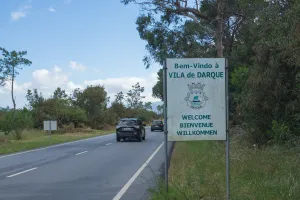 Bem-Vindo à
VILA de DARQUE
WELCOME
BIENVENUE
WILLKOMMEN